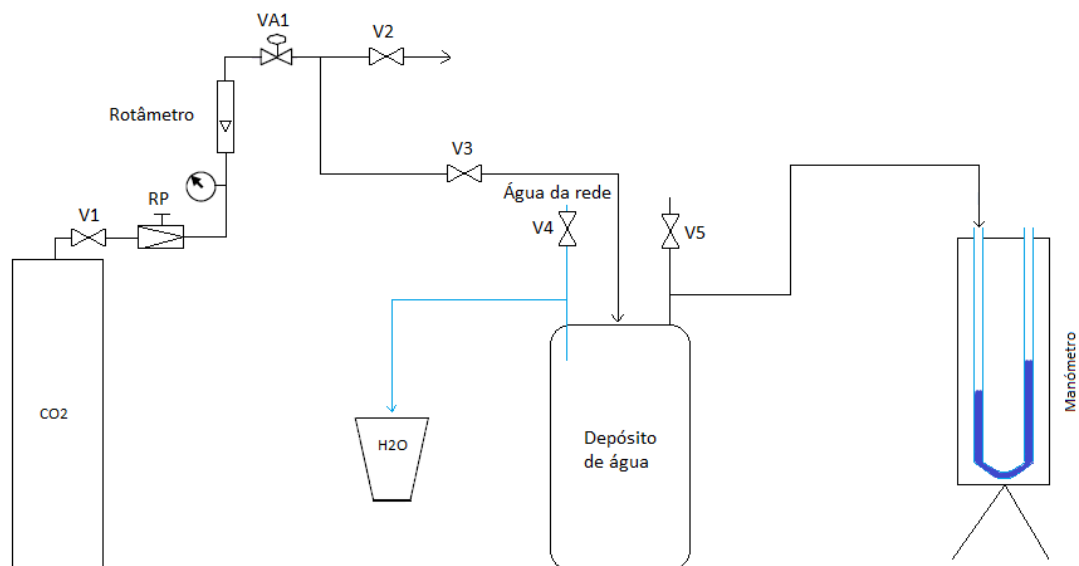 VA1
V2
Rotâmetro
V3
Água da rede
RP
V1
V4
V5
CO2
H2O
Depósito
de água
Manómetro